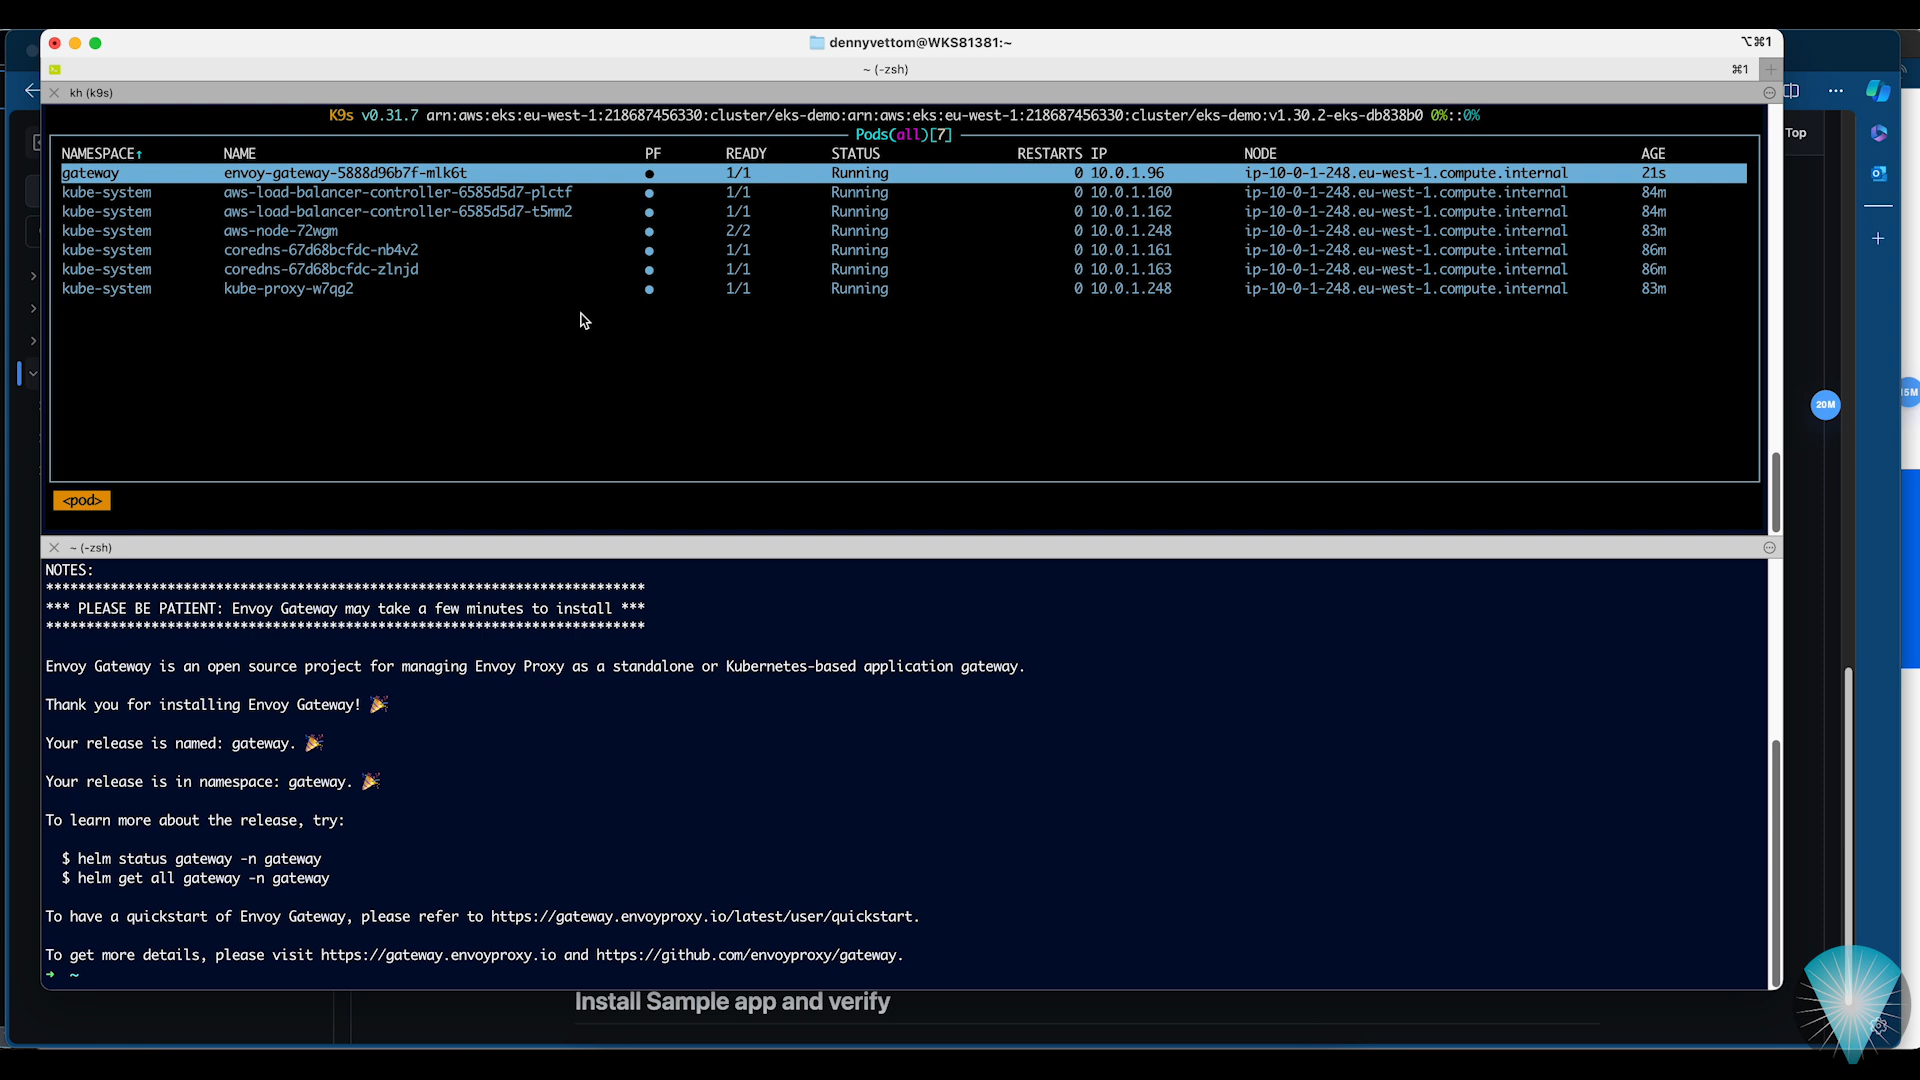 dennyvettom@WKS81381:~
⌥⌘1
~ (-zsh)
⌘1
kh (k9s)
K9s v0.31.7 arn:aws:eks:eu-west-1:218687456330:cluster/eks-demo:arn:aws:eks:eu-west-1:218687456330:cluster/eks-demo:v1.30.2-eks-db838b0 0%::0%
Pods(all)[7]
NAMESPACE↑ NAME PF READY STATUS RESTARTS IP NODE AGE
gateway envoy-gateway-5888d96b7f-mlk6t ● 1/1 Running 0 10.0.1.96 ip-10-0-1-248.eu-west-1.compute.internal 21s
kube-system aws-load-balancer-controller-6585d5d7-plctf ● 1/1 Running 0 10.0.1.160 ip-10-0-1-248.eu-west-1.compute.internal 84m
kube-system aws-load-balancer-controller-6585d5d7-t5mm2 ● 1/1 Running 0 10.0.1.162 ip-10-0-1-248.eu-west-1.compute.internal 84m
kube-system aws-node-72wgm ● 2/2 Running 0 10.0.1.248 ip-10-0-1-248.eu-west-1.compute.internal 83m
kube-system coredns-67d68bcfdc-nb4v2 ● 1/1 Running 0 10.0.1.161 ip-10-0-1-248.eu-west-1.compute.internal 86m
kube-system coredns-67d68bcfdc-zlnjd ● 1/1 Running 0 10.0.1.163 ip-10-0-1-248.eu-west-1.compute.internal 86m
kube-system kube-proxy-w7qg2 ● 1/1 Running 0 10.0.1.248 ip-10-0-1-248.eu-west-1.compute.internal 83m
<pod>
Top
20M
5M
~ (-zsh)
NOTES:
**************************************************************************
*** PLEASE BE PATIENT: Envoy Gateway may take a few minutes to install ***
**************************************************************************
Envoy Gateway is an open source project for managing Envoy Proxy as a standalone or Kubernetes-based application gateway.
Thank you for installing Envoy Gateway! 🎉
Your release is named: gateway. 🎉
Your release is in namespace: gateway. 🎉
To learn more about the release, try:
$ helm status gateway -n gateway
$ helm get all gateway -n gateway
To have a quickstart of Envoy Gateway, please refer to https://gateway.envoyproxy.io/latest/user/quickstart.
To get more details, please visit https://gateway.envoyproxy.io and https://github.com/envoyproxy/gateway.
➜ ~
Install Sample app and verify